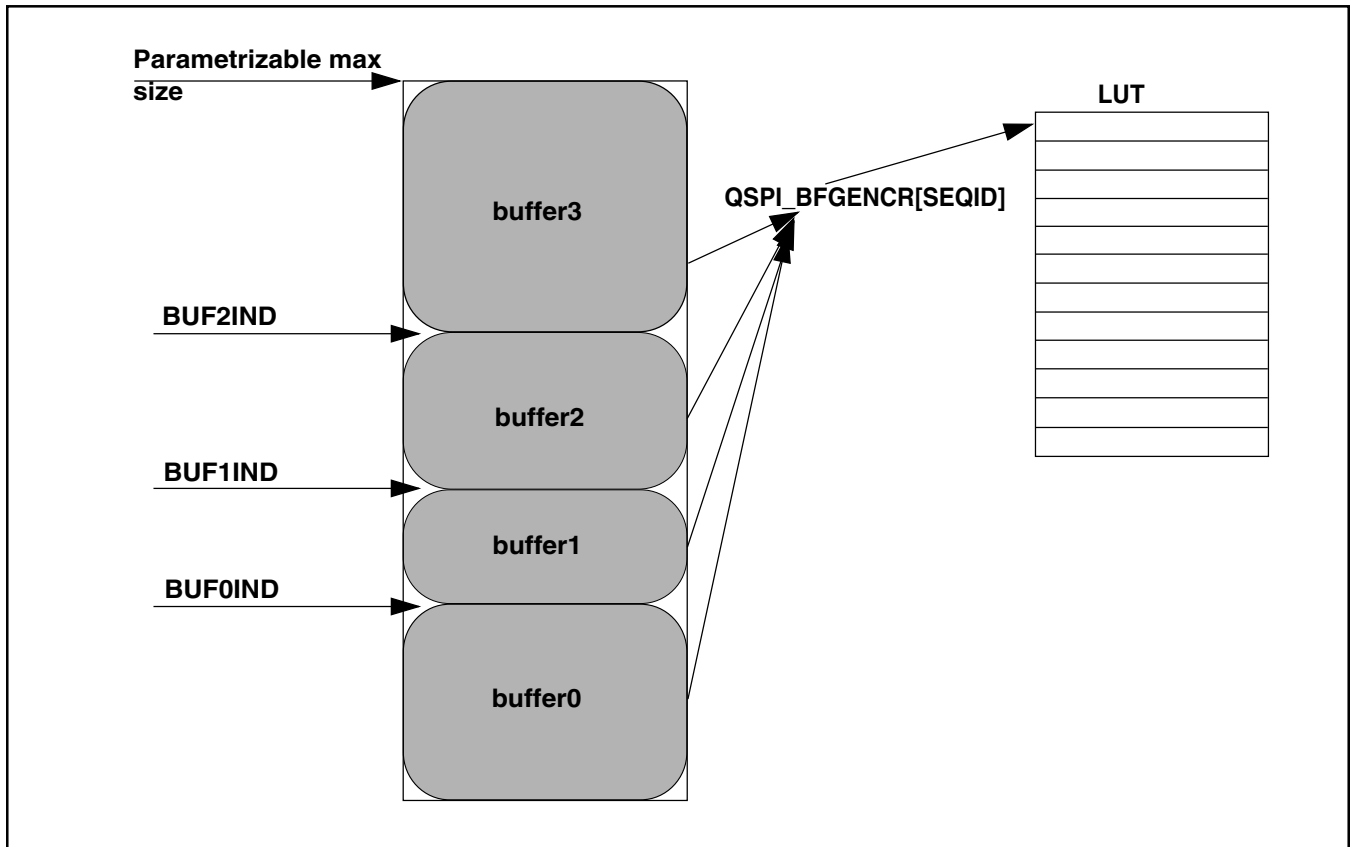 Parametrizable max
size
LUT
QSPI_BFGENCR[SEQID]
buffer3
BUF2IND
buffer2
BUF1IND
buffer1
BUF0IND
buffer0